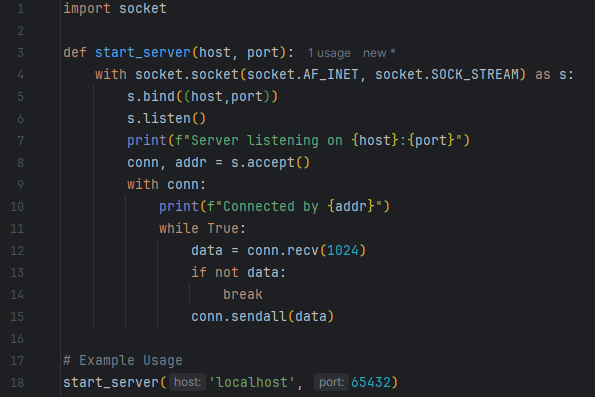 1 import socket
2
3 def start_server(host, port): 1 usage new *
4     with socket.socket(socket.AF_INET, socket.SOCK_STREAM) as s:
5         s.bind((host,port))
6         s.listen()
7         print(f"Server listening on {host}:{port}")
8         conn, addr = s.accept()
9         with conn:
10             print(f"Connected by {addr}")
11             while True:
12                 data = conn.recv(1024)
13                 if not data:
14                     break
15                 conn.sendall(data)
16
17 # Example Usage
18 start_server( host: 'localhost', port: 65432)